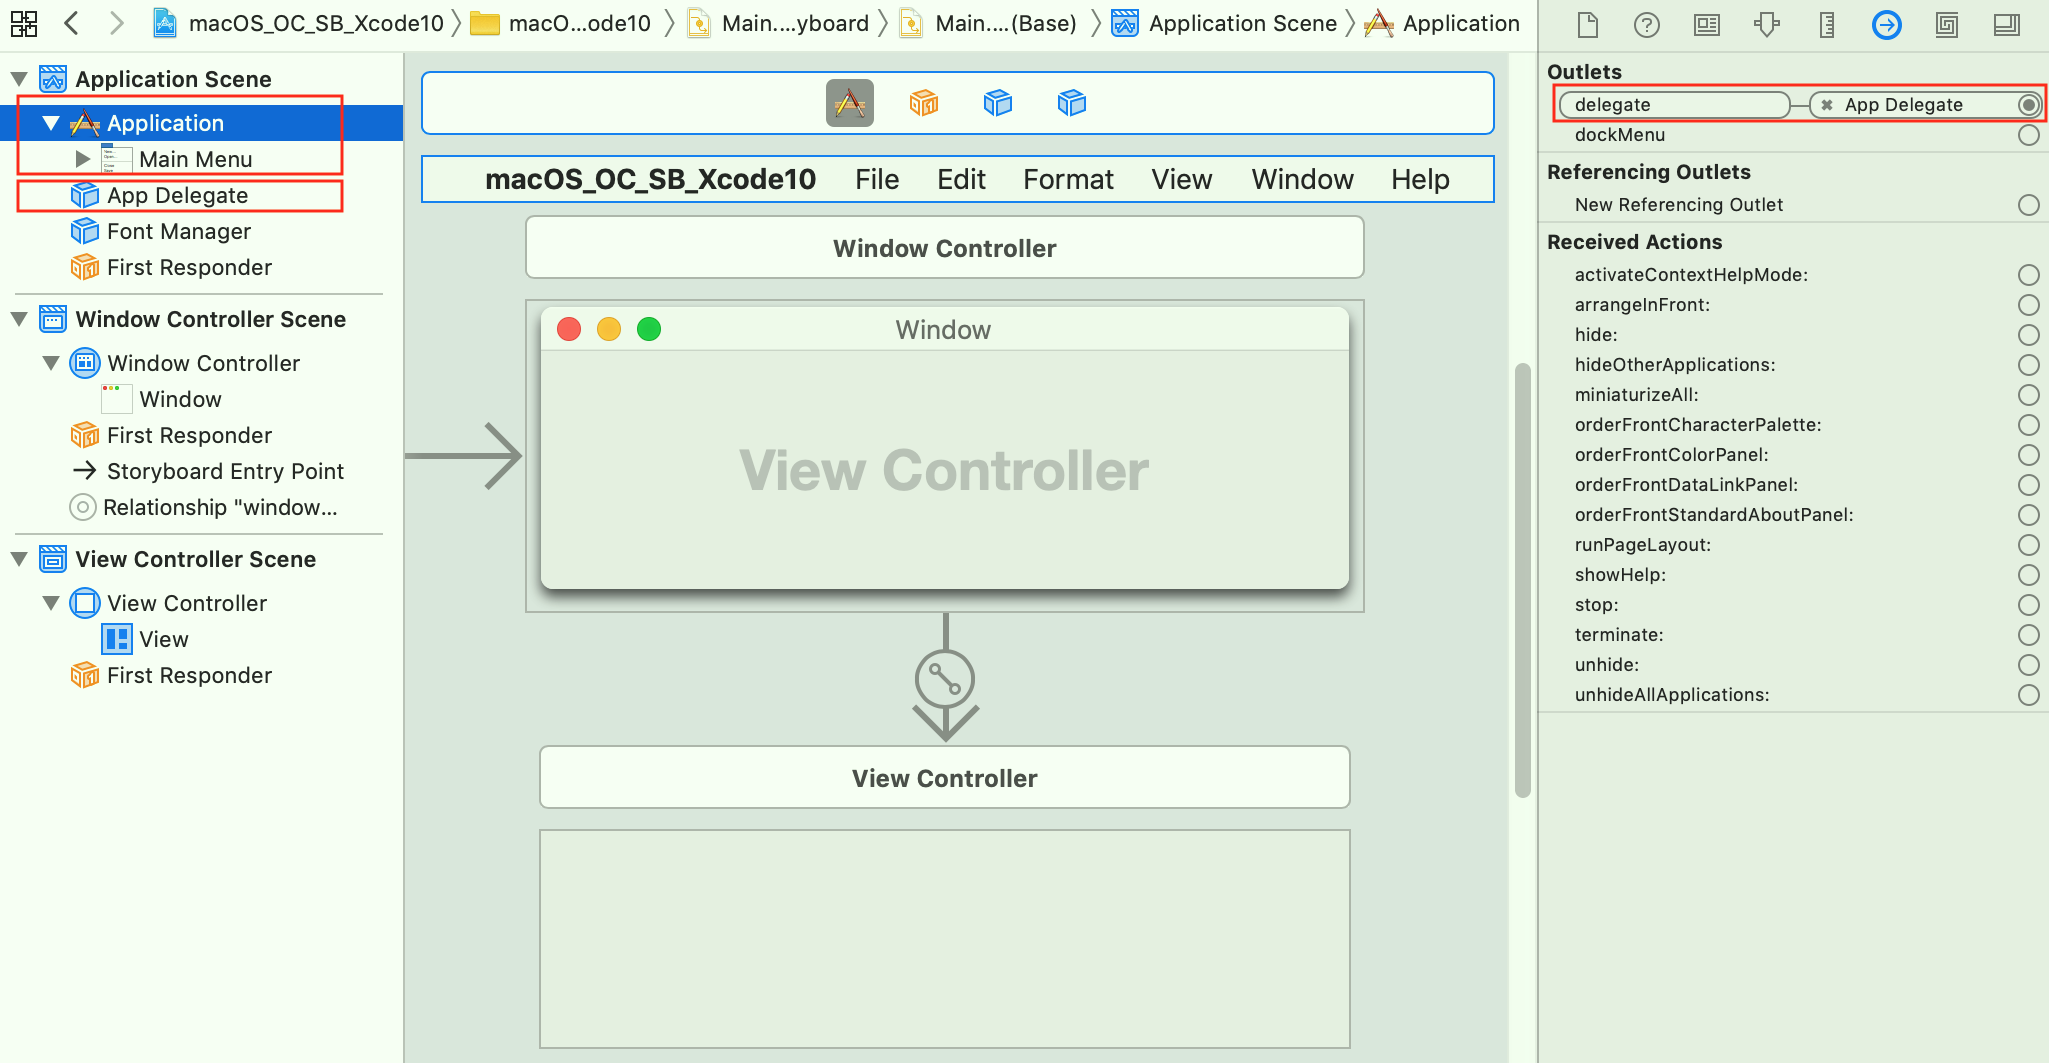 macOS_OC_SB_Xcode10 macO...ode10 Main....yboard Main....(Base) Application Scene Application
Application Scene
Application
Main Menu
App Delegate
Font Manager
First Responder
Window Controller Scene
Window Controller
Window
First Responder
Storyboard Entry Point
Relationship "window...
View Controller Scene
View Controller
View
First Responder
macOS_OC_SB_Xcode10 File Edit Format View Window Help
Window Controller
Window
View Controller
View Controller
Outlets
delegate App Delegate
dockMenu
Referencing Outlets
New Referencing Outlet
Received Actions
activateContextHelpMode:
arrangeInFront:
hide:
hideOtherApplications:
miniaturizeAll:
orderFrontCharacterPalette:
orderFrontColorPanel:
orderFrontDataLinkPanel:
orderFrontStandardAboutPanel:
runPageLayout:
showHelp:
stop:
terminate:
unhide:
unhideAllApplications: